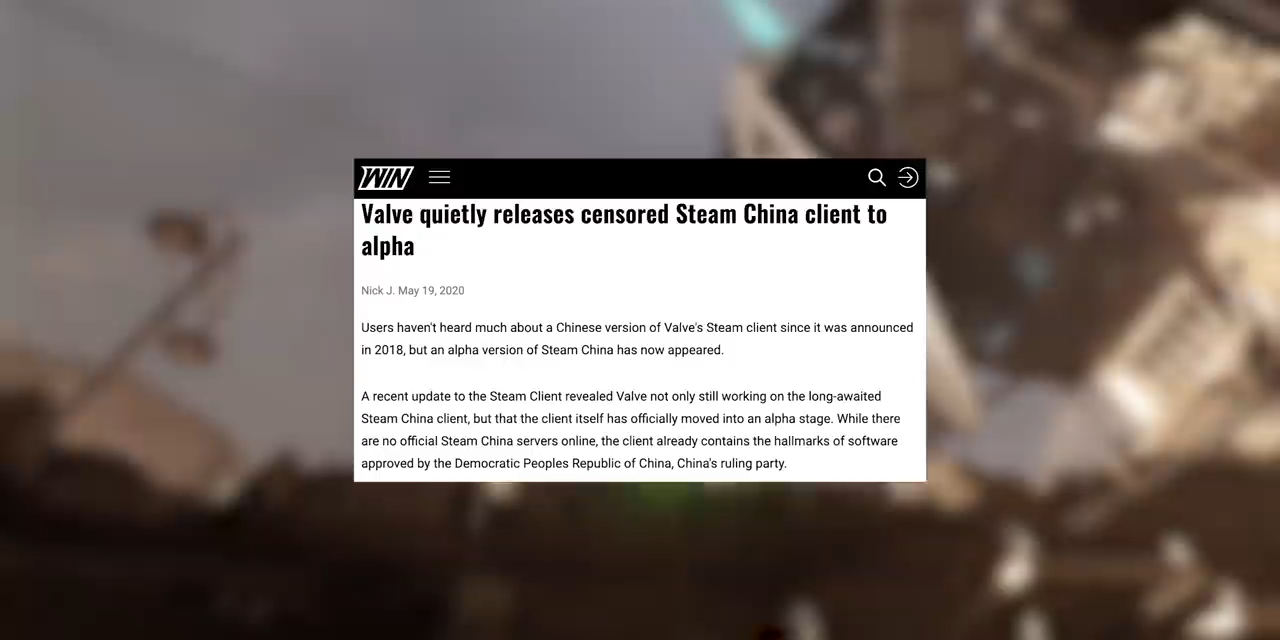 WIN
Valve quietly releases censored Steam China client to
alpha
Nick J. May 19, 2020
Users haven't heard much about a Chinese version of Valve's Steam client since it was announced
in 2018, but an alpha version of Steam China has now appeared.
A recent update to the Steam Client revealed Valve not only still working on the long-awaited
Steam China client, but that the client itself has officially moved into an alpha stage. While there
are no official Steam China servers online, the client already contains the hallmarks of software
approved by the Democratic Peoples Republic of China, China's ruling party.